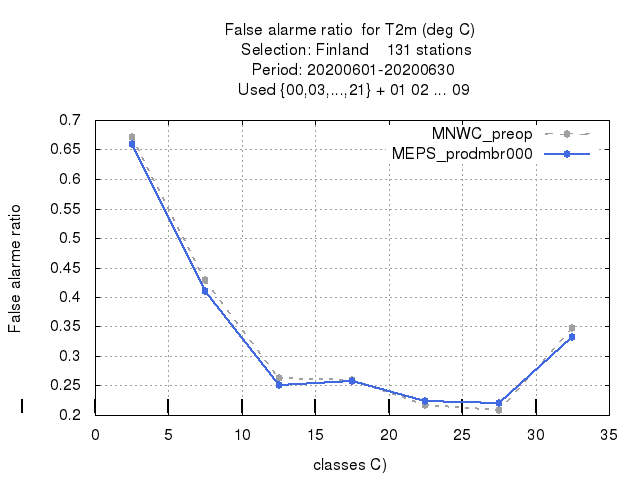 False alarme ratio  for T2m (deg C)
Selection: Finland    131 stations
Period: 20200601-20200630
Used {00,03,...,21} + 01 02 ... 09
MNWC_preop
MEPS_prodmbr000
False alarme ratio
0.7
0.65
0.6
0.55
0.5
0.45
0.4
0.35
0.3
0.25
0.2
0 5 10 15 20 25 30 35
classes C)